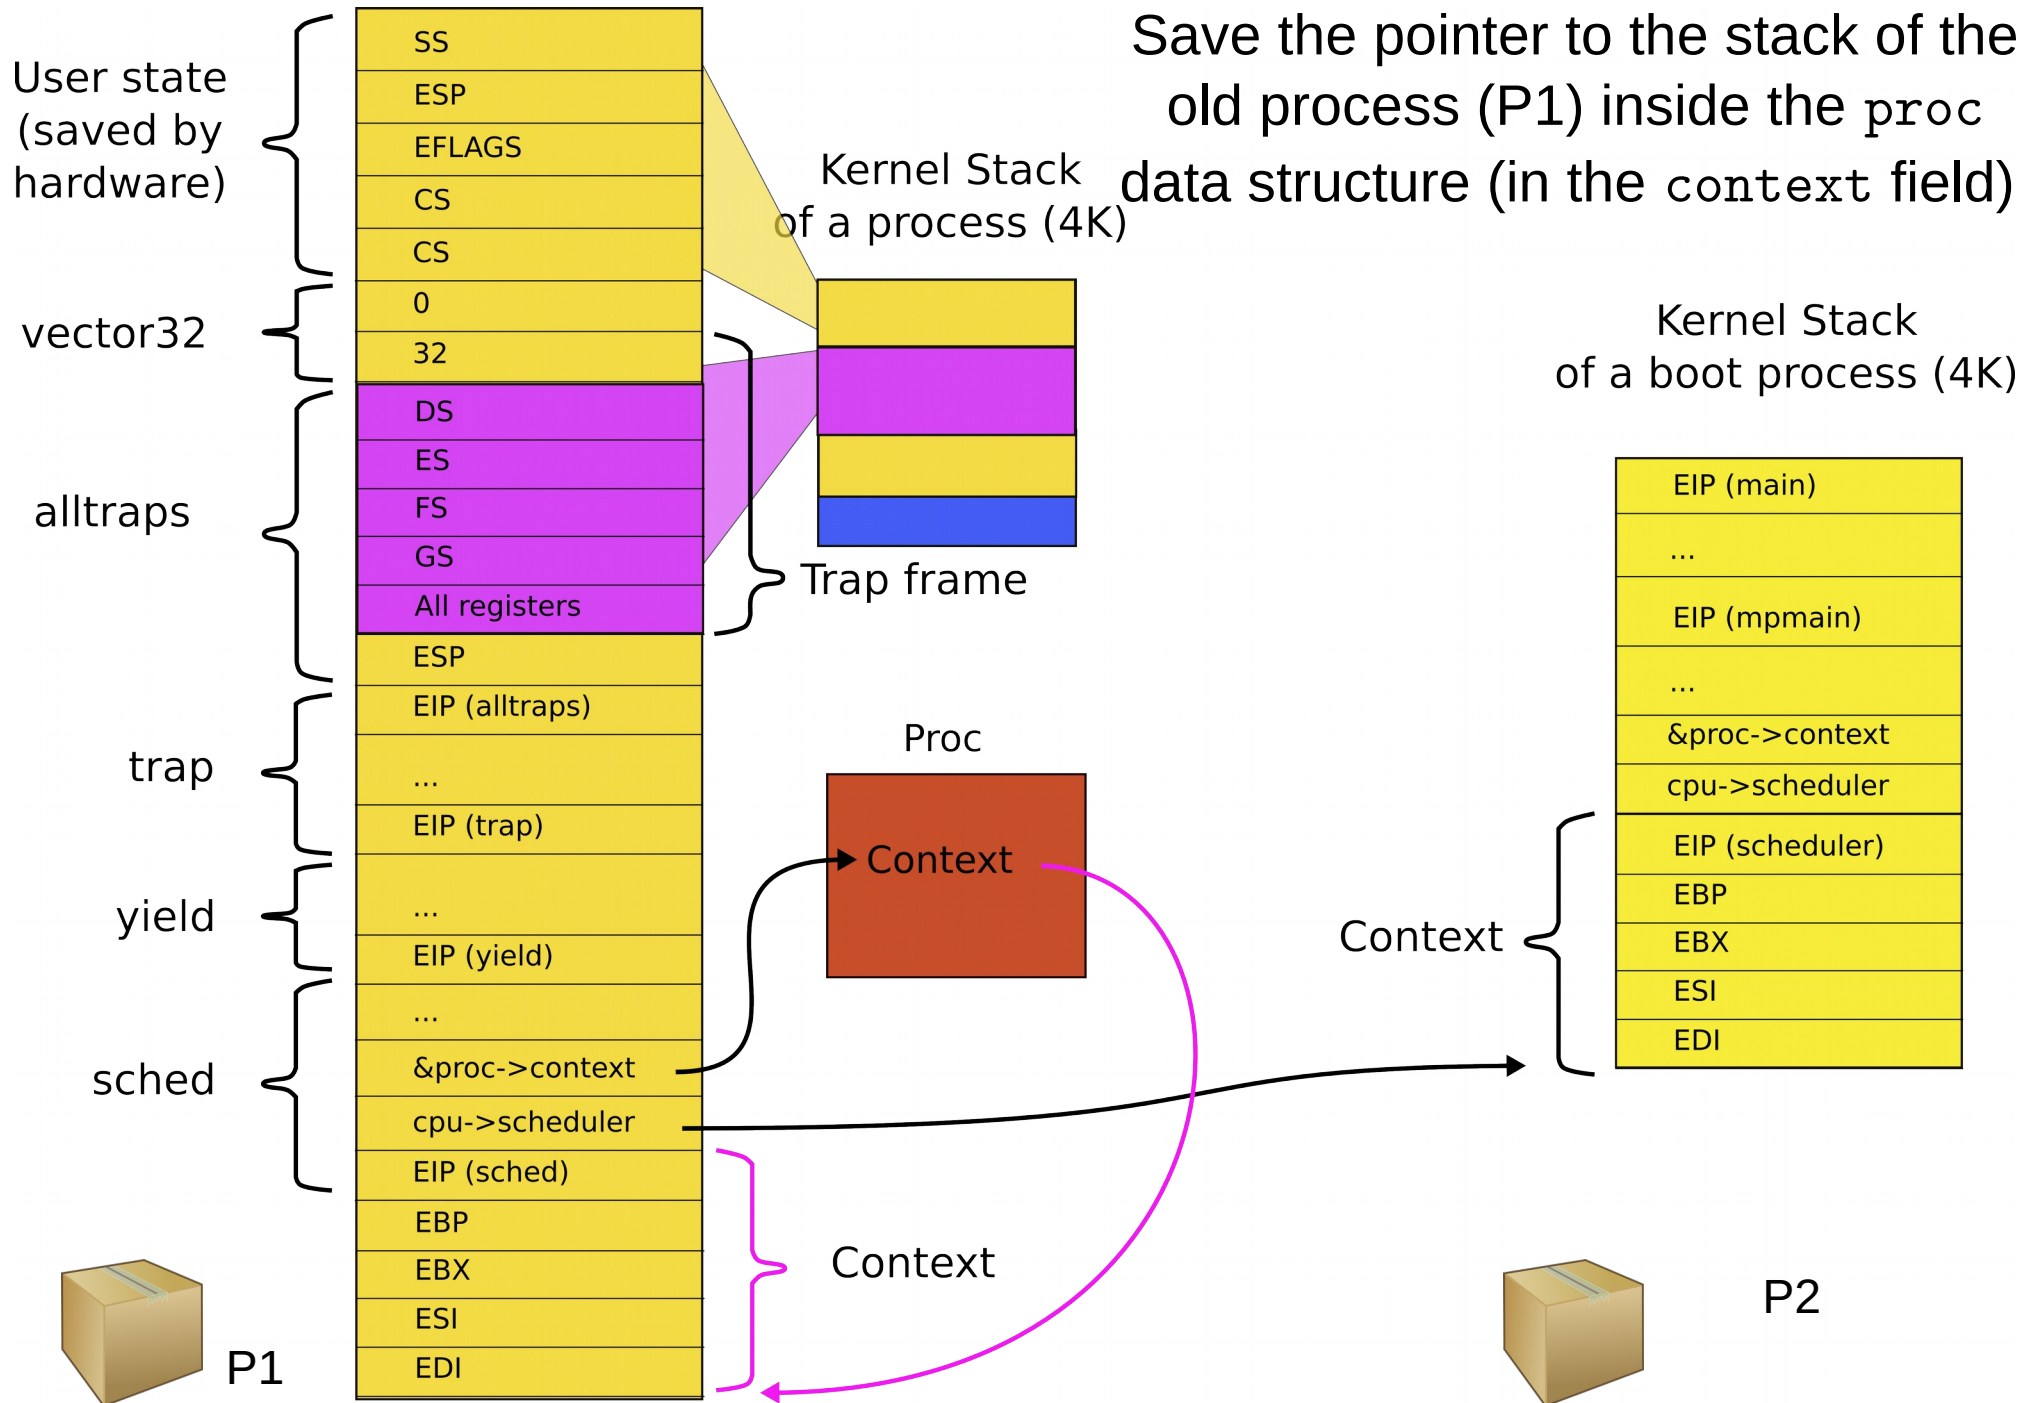 Save the pointer to the stack of the
old process (P1) inside the proc
data structure (in the context field)
User state
(saved by
hardware)
vector32
alltraps
trap
yield
sched
SS
ESP
EFLAGS
CS
CS
0
32
DS
ES
FS
GS
All registers
ESP
EIP (alltraps)
...
EIP (trap)
...
EIP (yield)
...
&proc->context
cpu->scheduler
EIP (sched)
EBP
EBX
ESI
EDI
P1
Kernel Stack
of a process (4K)
Trap frame
Proc
Context
Context
Kernel Stack
of a boot process (4K)
EIP (main)
...
EIP (mpmain)
...
&proc->context
cpu->scheduler
EIP (scheduler)
EBP
EBX
ESI
EDI
Context
P2